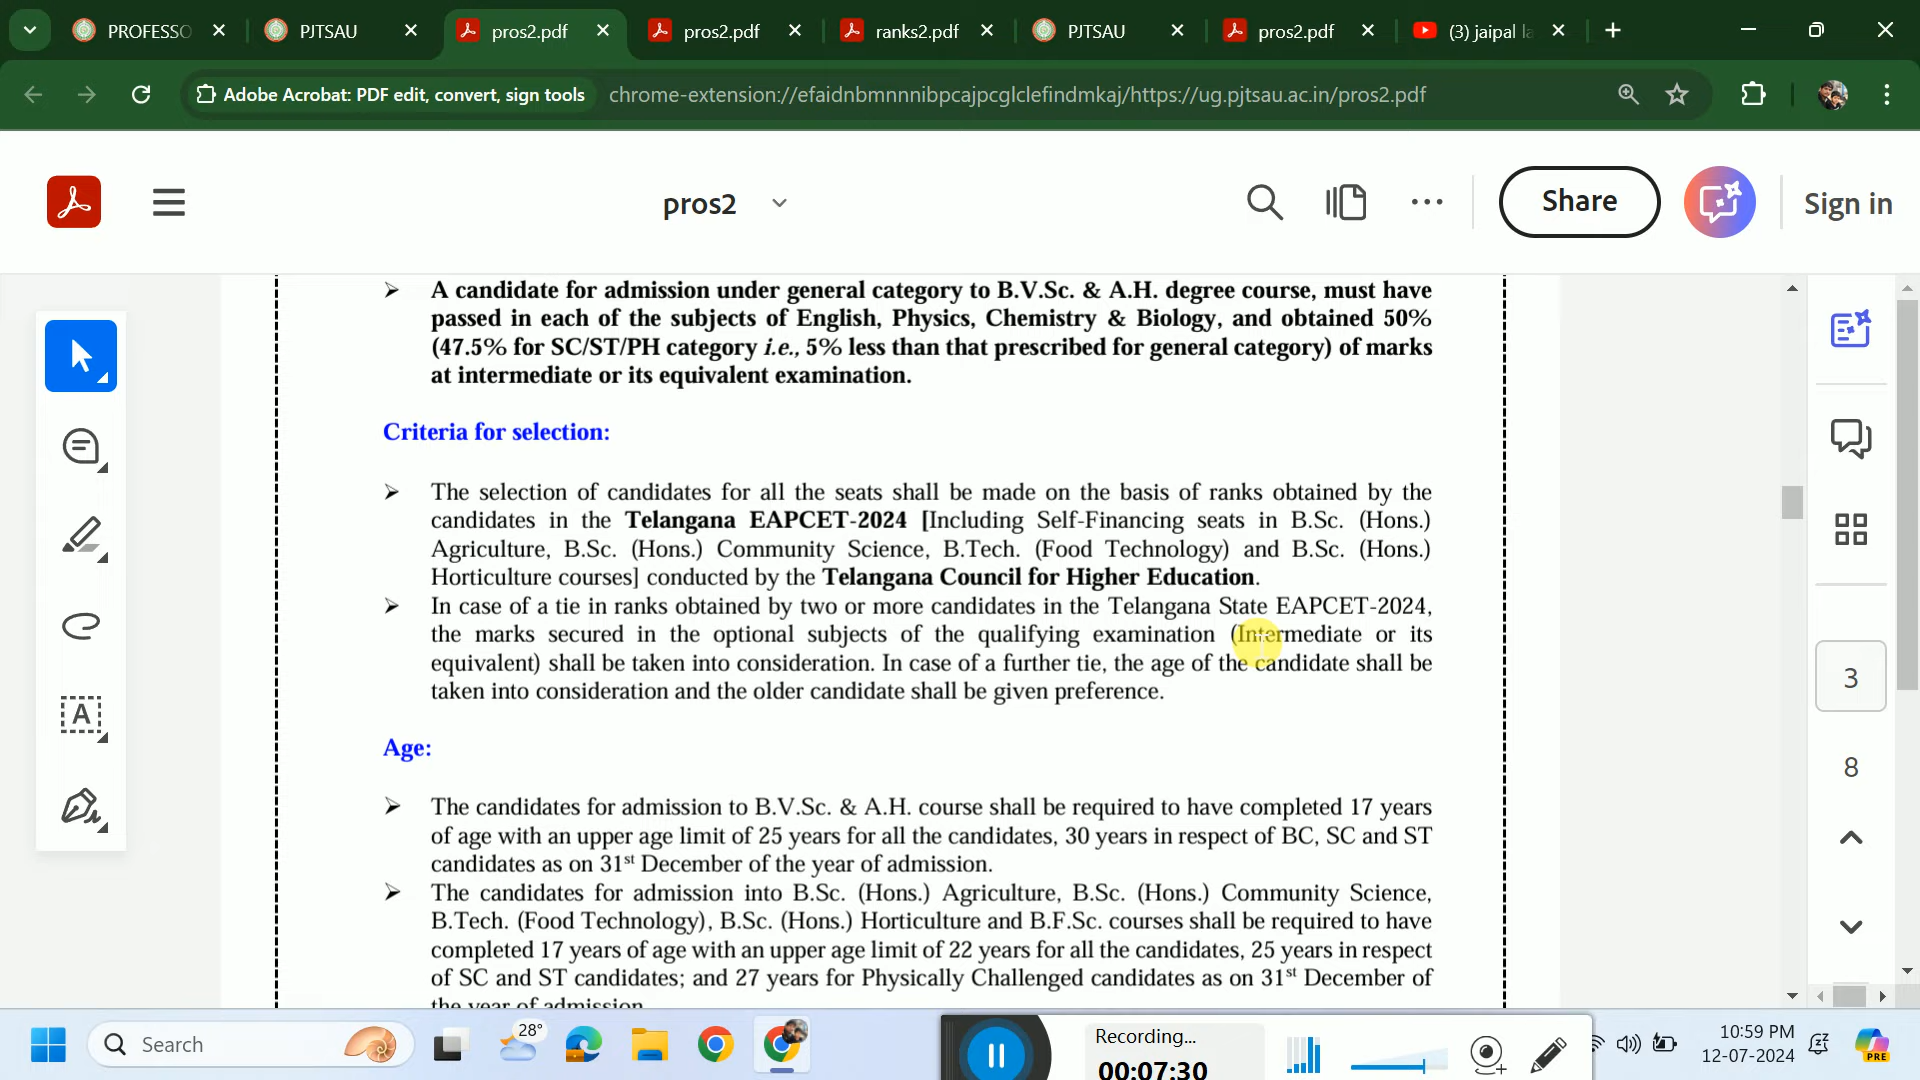 PROFESSO
PJTSAU
pros2.pdf
pros2.pdf
ranks2.pdf
PJTSAU
pros2.pdf
(3) jaipal la
Adobe Acrobat: PDF edit, convert, sign tools
chrome-extension://efaidnbmnnnibpcajpcglclefindmkaj/https://ug.pjtsau.ac.in/pros2.pdf
pros2
Share
Sign in
➢ A candidate for admission under general category to B.V.Sc. & A.H. degree course, must have
passed in each of the subjects of English, Physics, Chemistry & Biology, and obtained 50%
(47.5% for SC/ST/PH category i.e., 5% less than that prescribed for general category) of marks
at intermediate or its equivalent examination.
Criteria for selection:
➢ The selection of candidates for all the seats shall be made on the basis of ranks obtained by the
candidates in the Telangana EAPCET-2024 [Including Self-Financing seats in B.Sc. (Hons.)
Agriculture, B.Sc. (Hons.) Community Science, B.Tech. (Food Technology) and B.Sc. (Hons.)
Horticulture courses] conducted by the Telangana Council for Higher Education.
➢ In case of a tie in ranks obtained by two or more candidates in the Telangana State EAPCET-2024,
the marks secured in the optional subjects of the qualifying examination (Intermediate or its
equivalent) shall be taken into consideration. In case of a further tie, the age of the candidate shall be
taken into consideration and the older candidate shall be given preference.
Age:
➢ The candidates for admission to B.V.Sc. & A.H. course shall be required to have completed 17 years
of age with an upper age limit of 25 years for all the candidates, 30 years in respect of BC, SC and ST
candidates as on 31st December of the year of admission.
➢ The candidates for admission into B.Sc. (Hons.) Agriculture, B.Sc. (Hons.) Community Science,
B.Tech. (Food Technology), B.Sc. (Hons.) Horticulture and B.F.Sc. courses shall be required to have
completed 17 years of age with an upper age limit of 22 years for all the candidates, 25 years in respect
of SC and ST candidates; and 27 years for Physically Challenged candidates as on 31st December of
the year of admission
3
8
Search
28°
Recording...
00:07:30
10:59 PM
12-07-2024
PRE